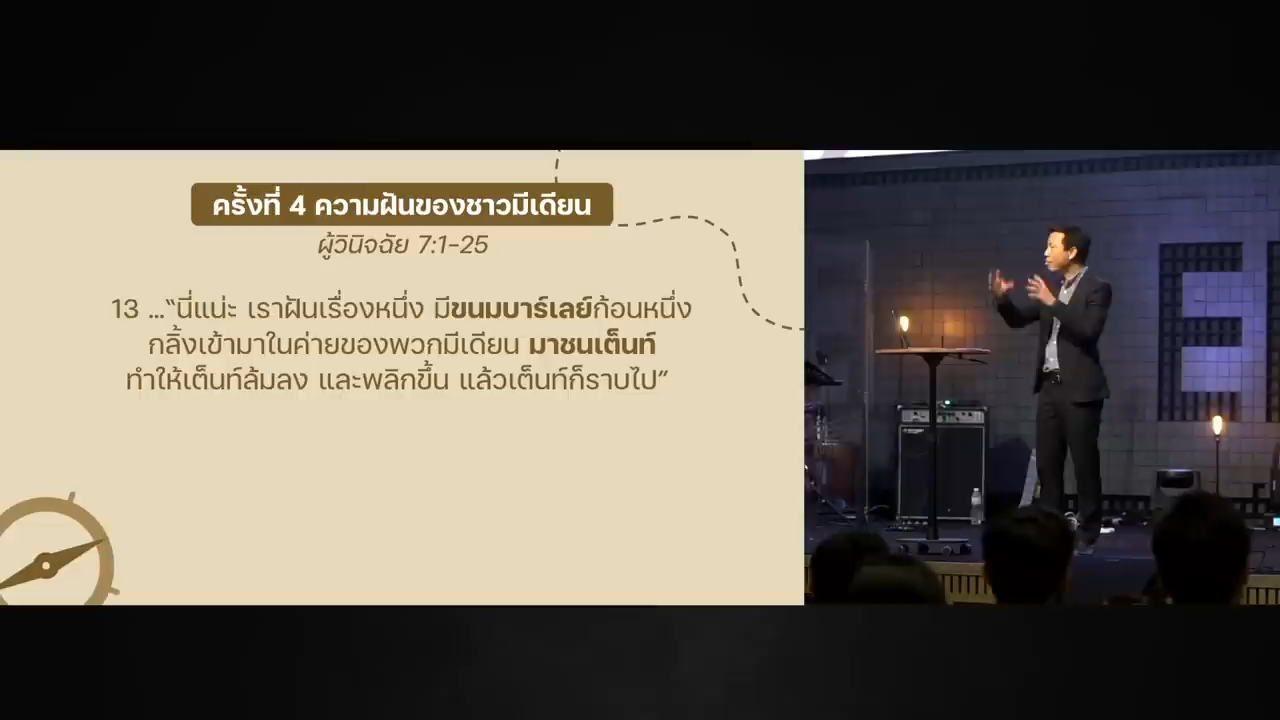 ครั้งที่ 4 ความฝันของชาวมีเดียน
ผู้วินิจฉัย 7:1-25
13 ..."นี่แน่ะ เราฝันเรื่องหนึ่ง มีขนมบาร์เลย์ก้อนหนึ่ง
กลิ้งเข้ามาในค่ายของพวกมีเดียน มาชนเต็นท์
ทำให้เต็นท์ล้มลง และพลิกขึ้น แล้วเต็นท์ก็ราบไป"